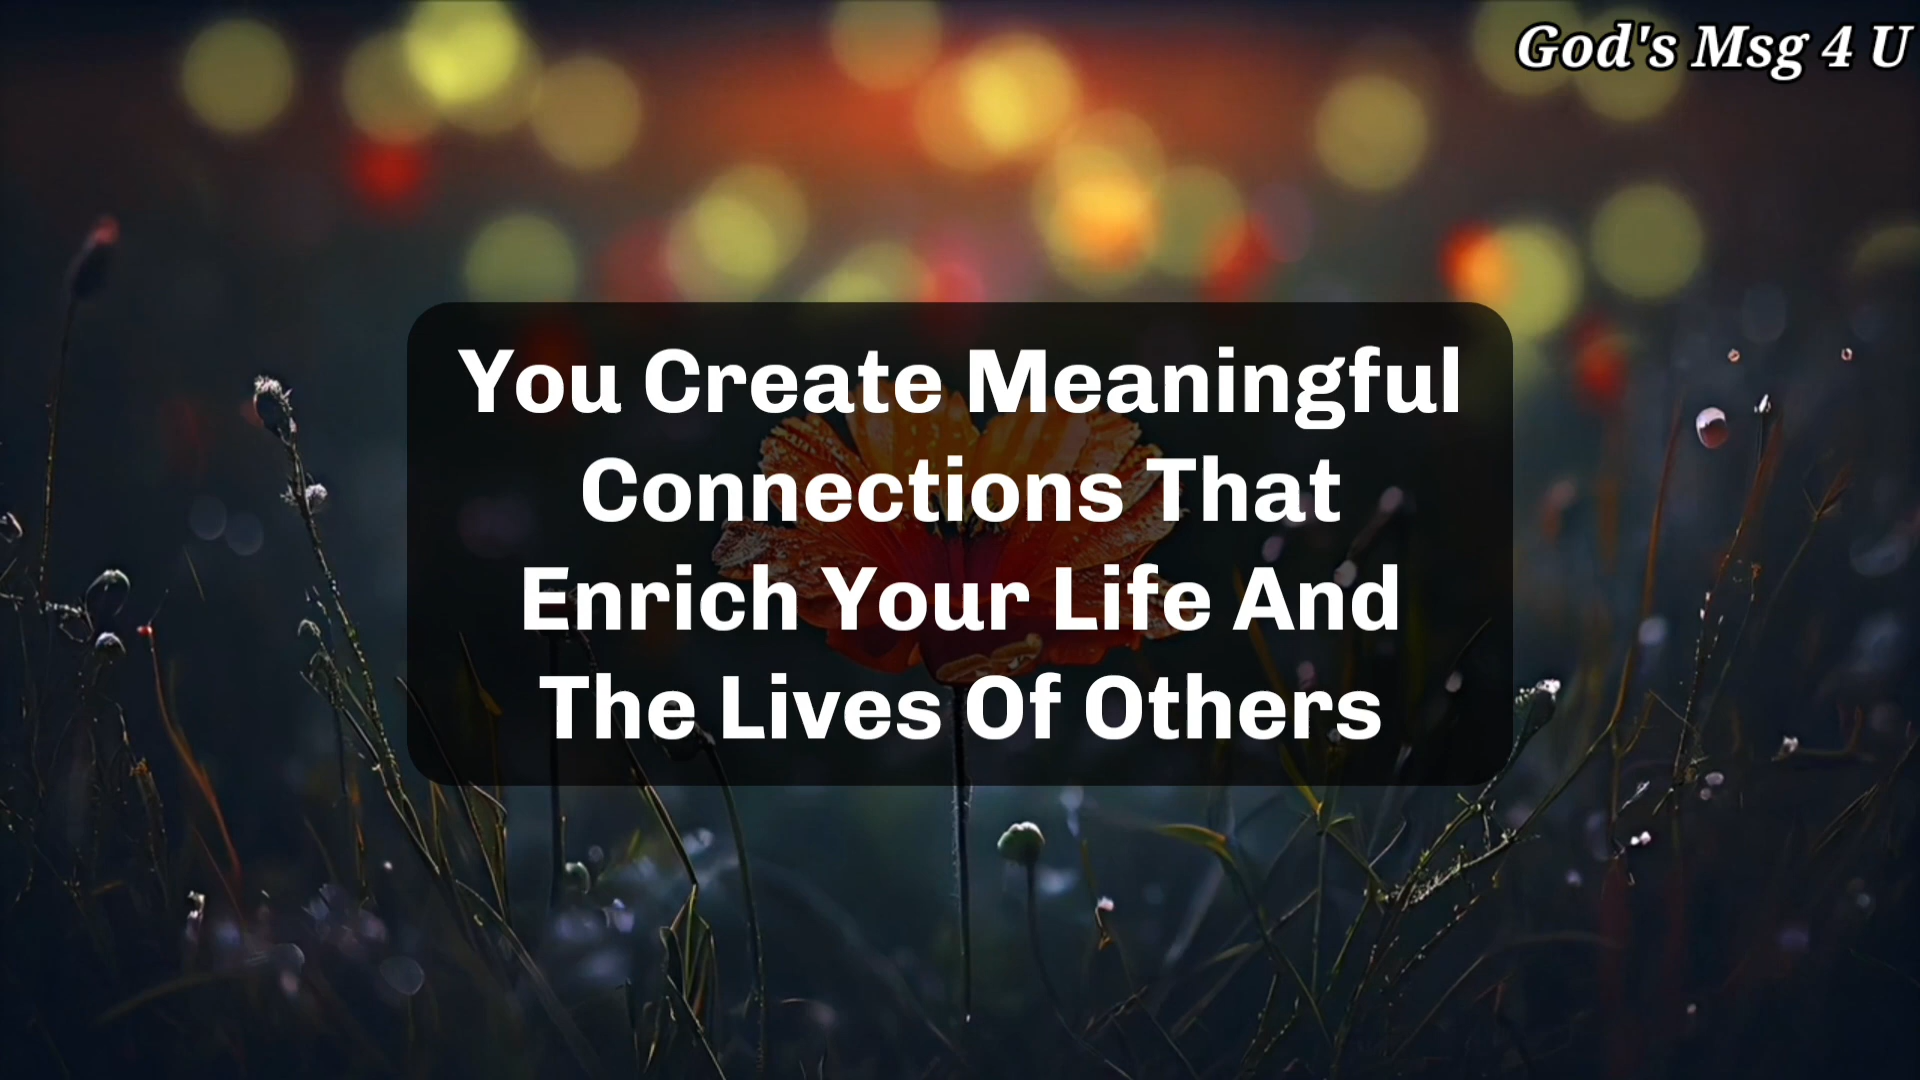 God's Msg 4 U
You Create Meaningful
Connections That
Enrich Your Life And
The Lives Of Others